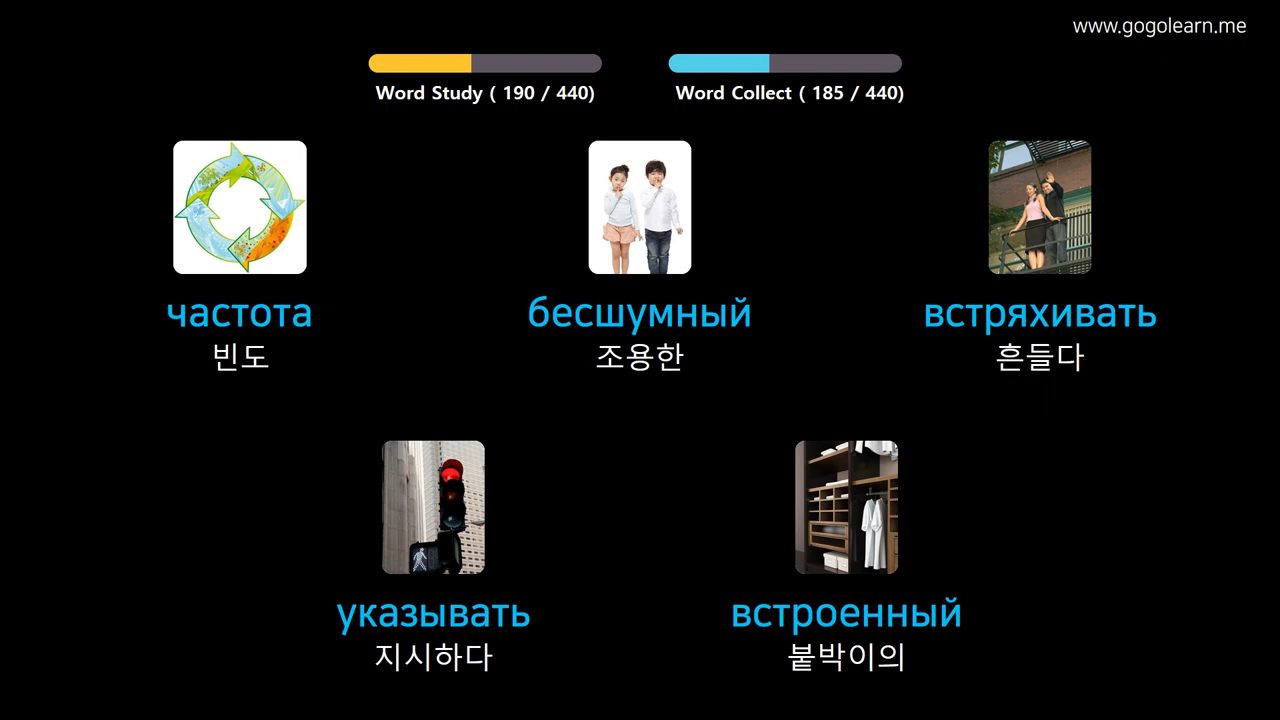 www.gogolearn.me
Word Study ( 190 / 440)
Word Collect ( 185 / 440)
частота
빈도
бесшумный
조용한
встряхивать
흔들다
указывать
지시하다
встроенный
붙박이의